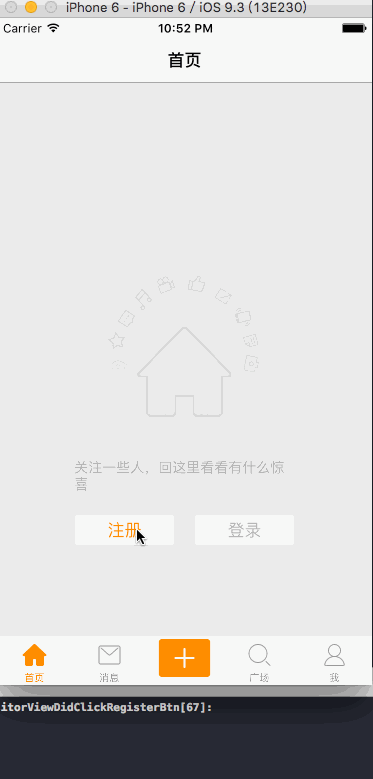 iPhone 6 - iPhone 6 / iOS 9.3 (13E230)
Carrier 10:52 PM
首页
关注一些人，回这里看看有什么惊
喜
注册 登录
首页 消息 广场 我
itorViewDidClickRegisterBtn[67]: